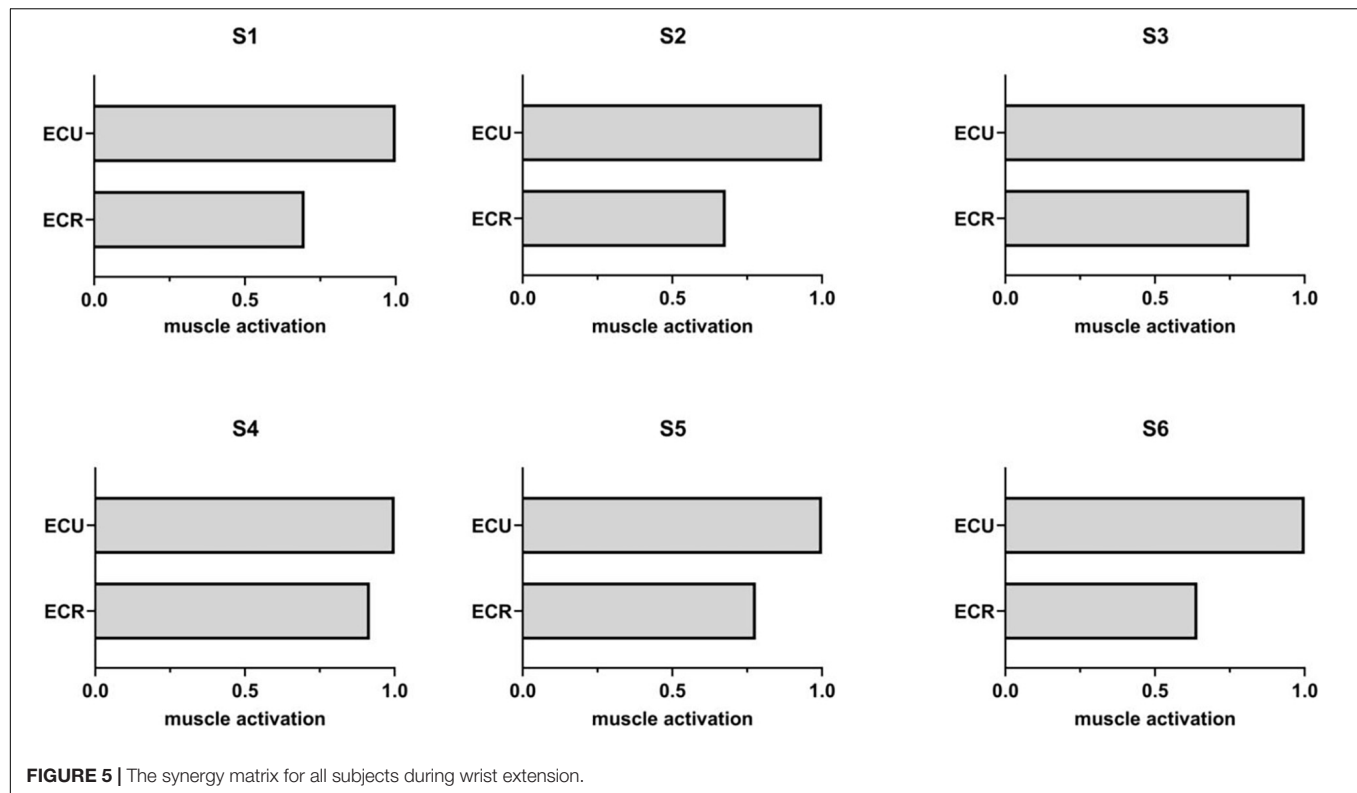 S1
ECU
ECR
0.0 0.5 1.0
muscle activation
S2
ECU
ECR
0.0 0.5 1.0
muscle activation
S3
ECU
ECR
0.0 0.5 1.0
muscle activation
S4
ECU
ECR
0.0 0.5 1.0
muscle activation
S5
ECU
ECR
0.0 0.5 1.0
muscle activation
S6
ECU
ECR
0.0 0.5 1.0
muscle activation
FIGURE 5 | The synergy matrix for all subjects during wrist extension.